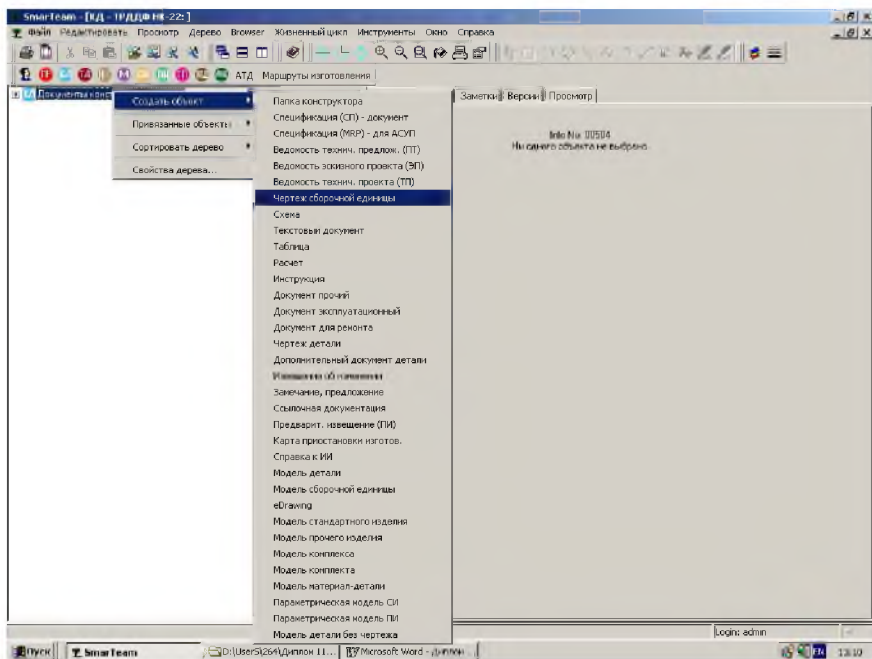 SmarTeam - [КД - ТРДДФ НК-22:]
Файл Редактировать Просмотр Дерево Browser Жизненный цикл Инструменты Окно Справка
АТД Маршруты изготовления
Создать объект
Привязанные объекты
Сортировать дерево
Свойства дерева...
Папка конструктора
Спецификация (СП) - документ
Спецификация (MRP) - для АСУП
Ведомость технич. предлож. (ПТ)
Ведомость эскизного проекта (ЭП)
Ведомость технич. проекта (ТП)
Чертеж сборочной единицы
Схема
Текстовый документ
Таблица
Расчет
Инструкция
Документ прочий
Документ эксплуатационный
Документ для ремонта
Чертеж детали
Дополнительный документ детали
Извещение об изменении
Замечание, предложение
Ссылочная документация
Предварит. извещение (ПИ)
Карта приостановки изготов.
Справка к ИИ
Модель детали
Модель сборочной единицы
eDrawing
Модель стандартного изделия
Модель прочего изделия
Модель комплекса
Модель комплекта
Модель материал-детали
Параметрическая модель СИ
Параметрическая модель ПИ
Модель детали без чертежа
Заметки Версии Просмотр
Info No: 00504
Ни одного объекта не выбрано
Login: admin
Пуск SmarTeam D:\UserS\264\Диплом 11... Microsoft Word - диплом ... EN 13:10